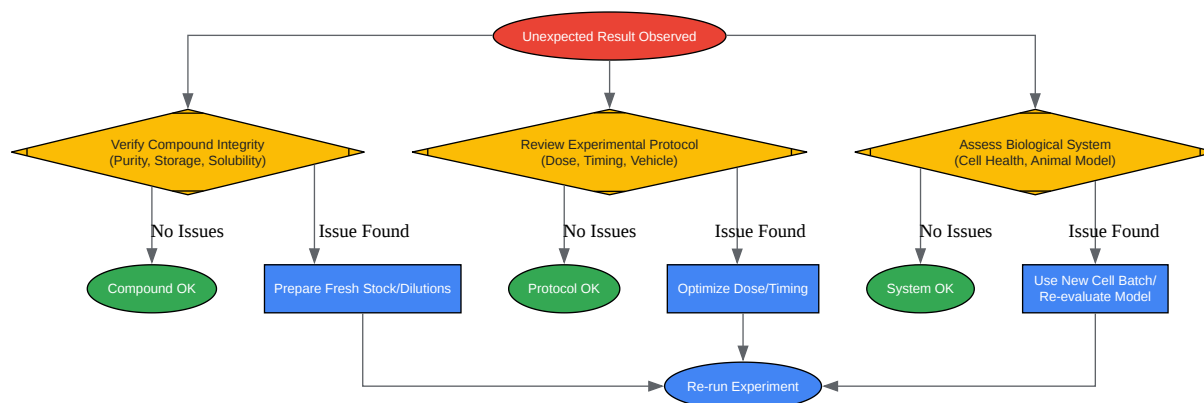 Unexpected Result Observed
Verify Compound Integrity
(Purity, Storage, Solubility)
Review Experimental Protocol
(Dose, Timing, Vehicle)
Assess Biological System
(Cell Health, Animal Model)
No Issues
Issue Found
No Issues
Issue Found
No Issues
Issue Found
Compound OK
Prepare Fresh Stock/Dilutions
Protocol OK
Optimize Dose/Timing
System OK
Use New Cell Batch/
Re-evaluate Model
Re-run Experiment